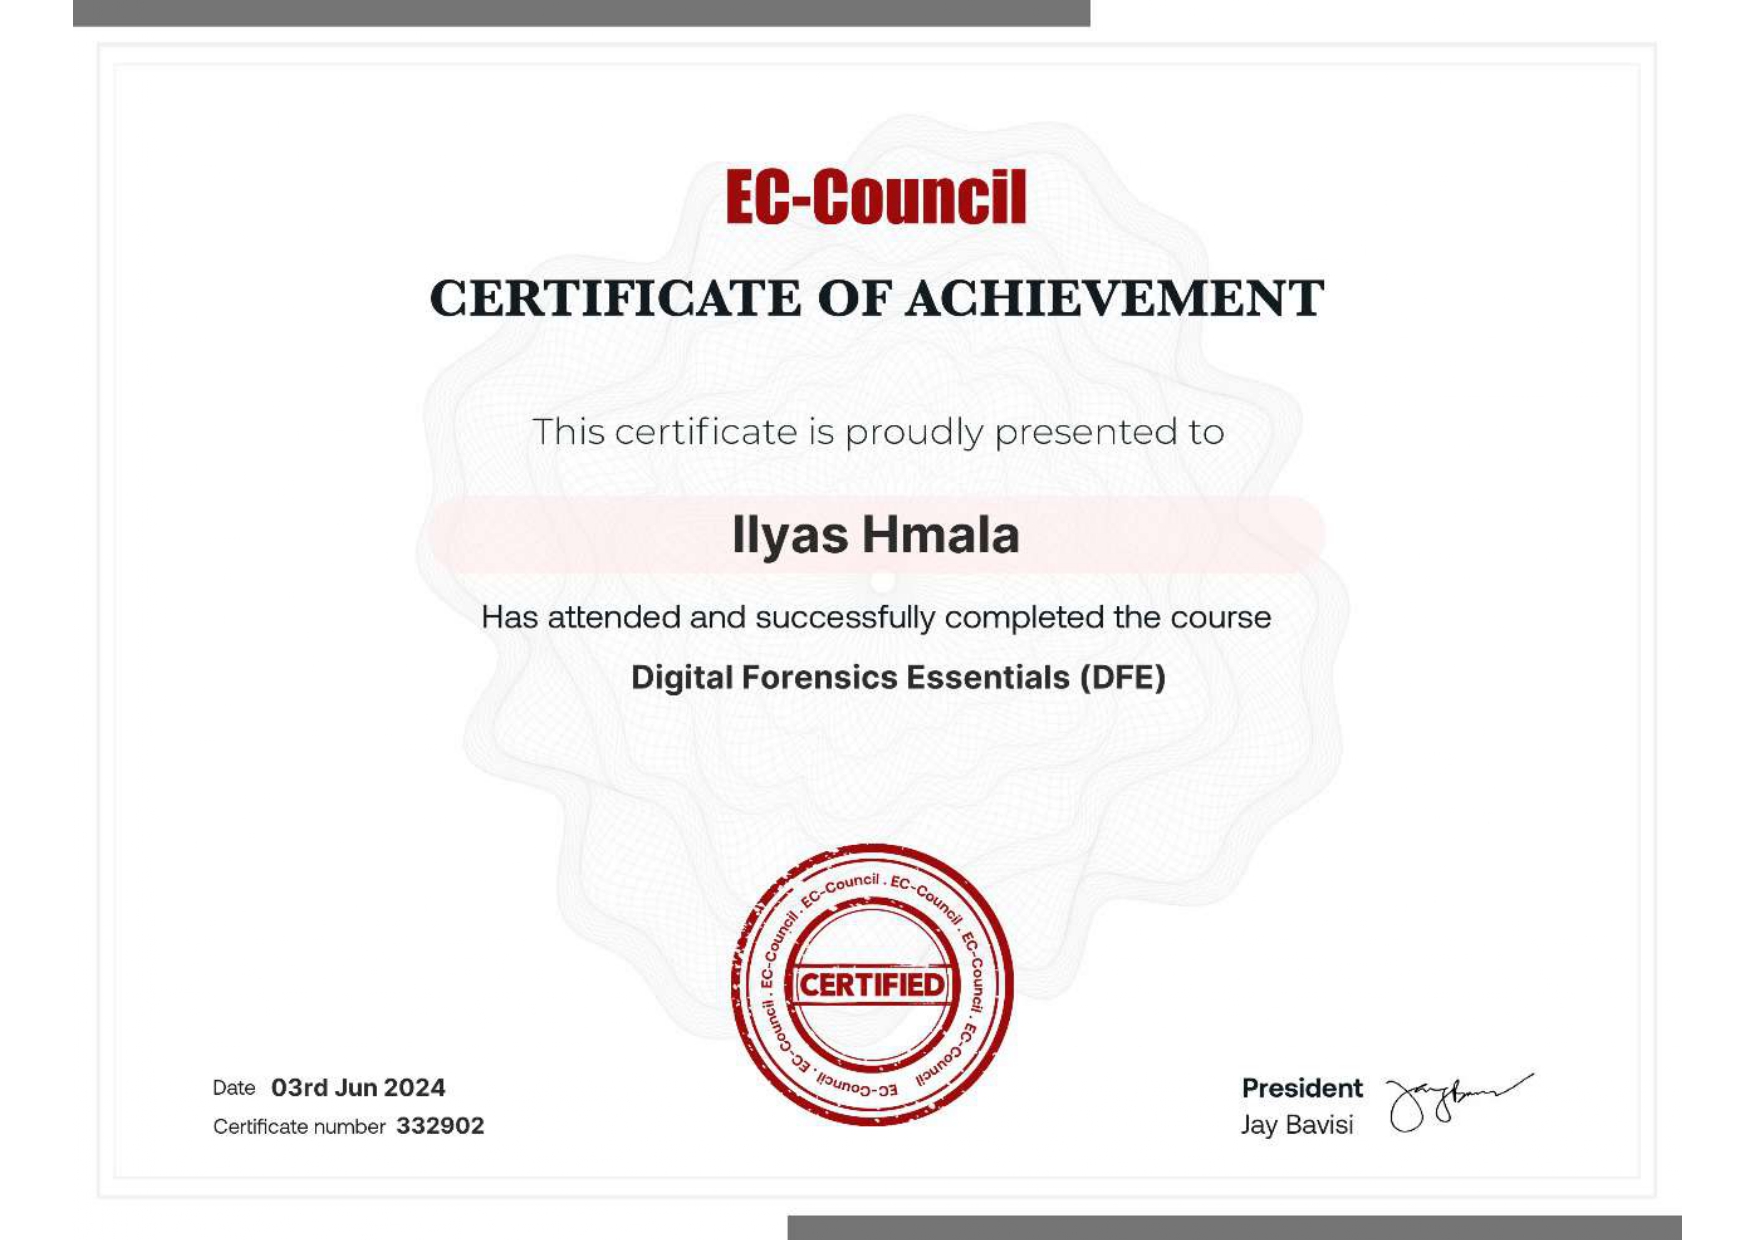 EC-Council
CERTIFICATE OF ACHIEVEMENT
This certificate is proudly presented to
Ilyas Hmala
Has attended and successfully completed the course
Digital Forensics Essentials (DFE)
EC-Council . EC-Council . EC-Council . EC-Council . EC-Council . EC-Council . EC-Council
CERTIFIED
Date 03rd Jun 2024
Certificate number 332902
President
Jay Bavisi